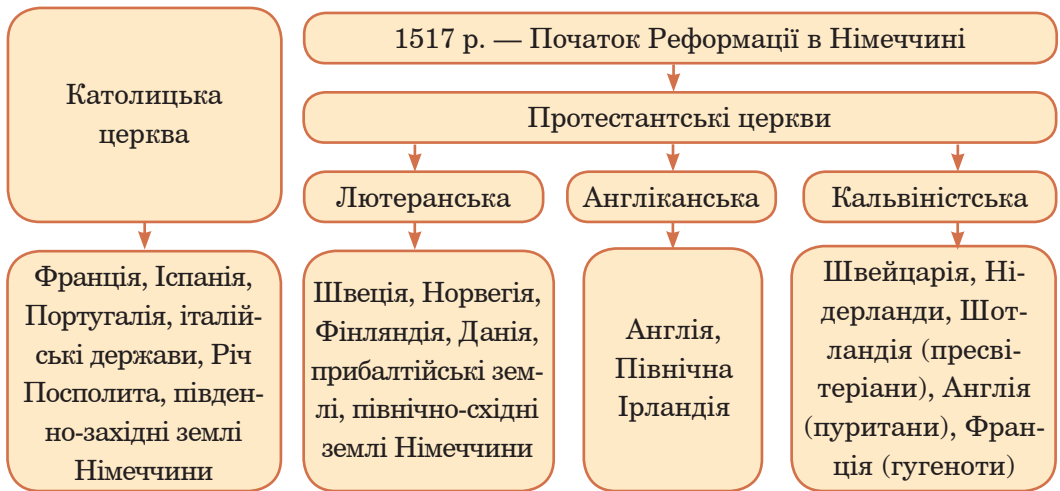 Католицька
церква
1517 р. — Початок Реформації в Німеччині
Протестантські церкви
Лютеранська
Англіканська
Кальвіністська
Франція, Іспанія,
Португалія, італій-
ські держави, Річ
Посполита, півден-
но-західні землі
Німеччини
Швеція, Норвегія,
Фінляндія, Данія,
прибалтійські зем-
лі, північно-східні
землі Німеччини
Англія,
Північна
Ірландія
Швейцарія, Ні-
дерланди, Шот-
ландія (пресві-
теріани), Англія
(пуритани), Фран-
ція (гугеноти)